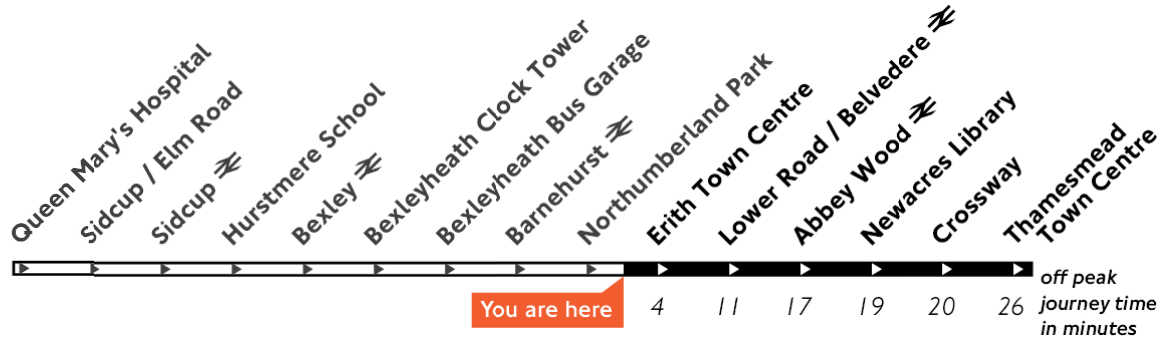 Queen Mary's Hospital
Sidcup / Elm Road
Sidcup
Hurstmere School
Bexley
Bexleyheath Clock Tower
Bexleyheath Bus Garage
Barnehurst
Northumberland Park
Erith Town Centre
Lower Road / Belvedere
Abbey Wood
Newacres Library
Crossway
Thamesmead
Town Centre
You are here
4 11 17 19 20 26
off peak
journey time
in minutes